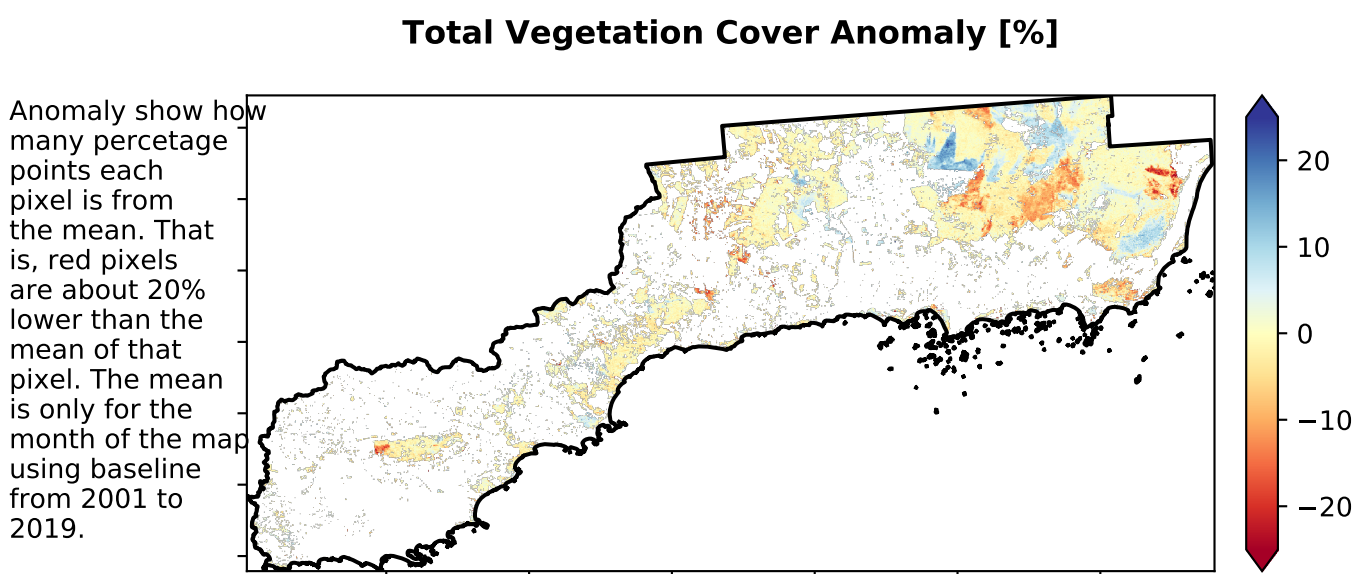 Total Vegetation Cover Anomaly [%]
Anomaly show how
many percetage
points each
pixel is from
the mean. That
is, red pixels
are about 20%
lower than the
mean of that
pixel. The mean
is only for the
month of the map
using baseline
from 2001 to
2019.
20
10
0
−10
−20